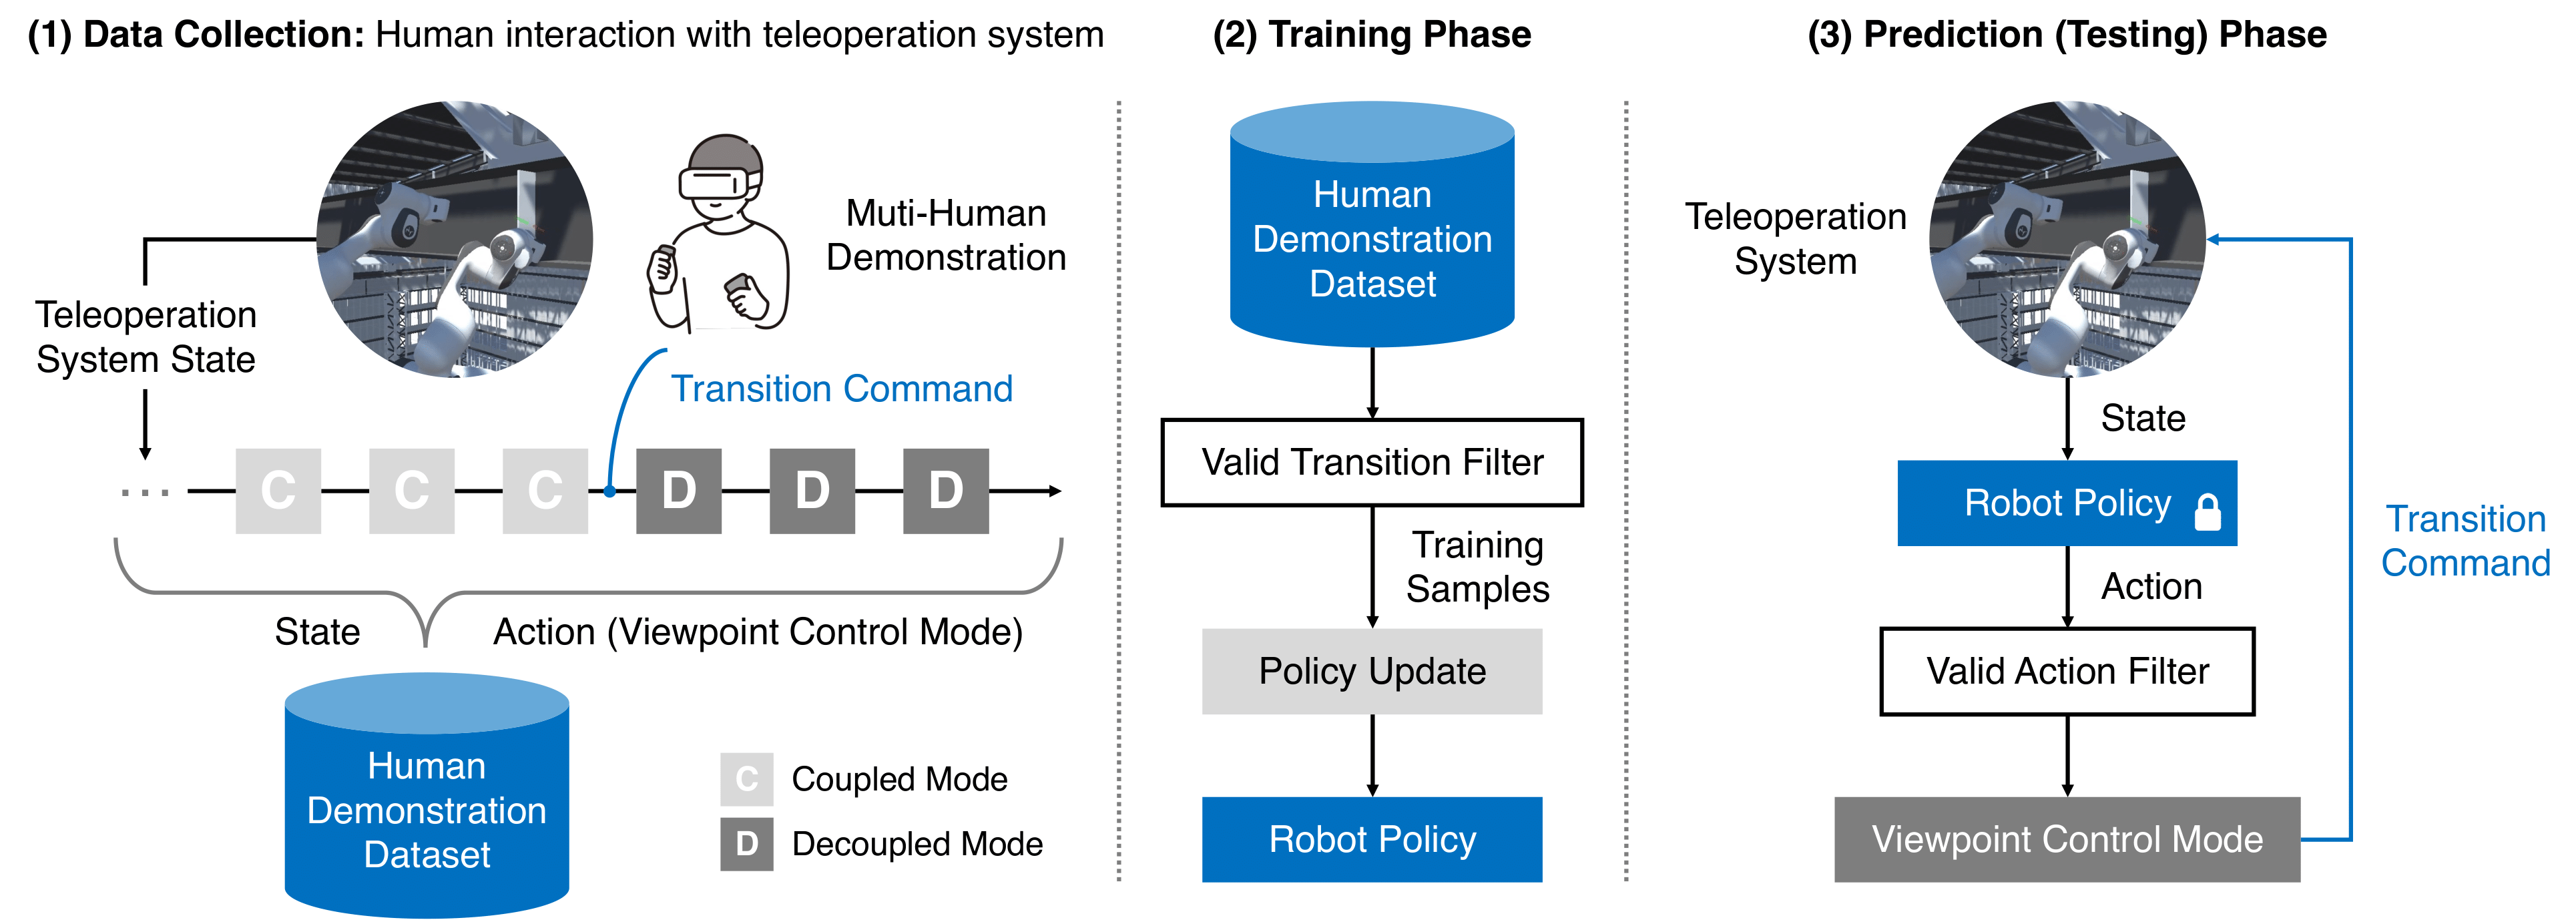 (1) Data Collection: Human interaction with teleoperation system
Muti-Human
Demonstration
Teleoperation
System State
Transition Command
... C C C D D D
State
Action (Viewpoint Control Mode)
Human
Demonstration
Dataset
C Coupled Mode
D Decoupled Mode
(2) Training Phase
Human
Demonstration
Dataset
Valid Transition Filter
Training
Samples
Policy Update
Robot Policy
(3) Prediction (Testing) Phase
Teleoperation
System
State
Robot Policy
Action
Valid Action Filter
Viewpoint Control Mode
Transition
Command